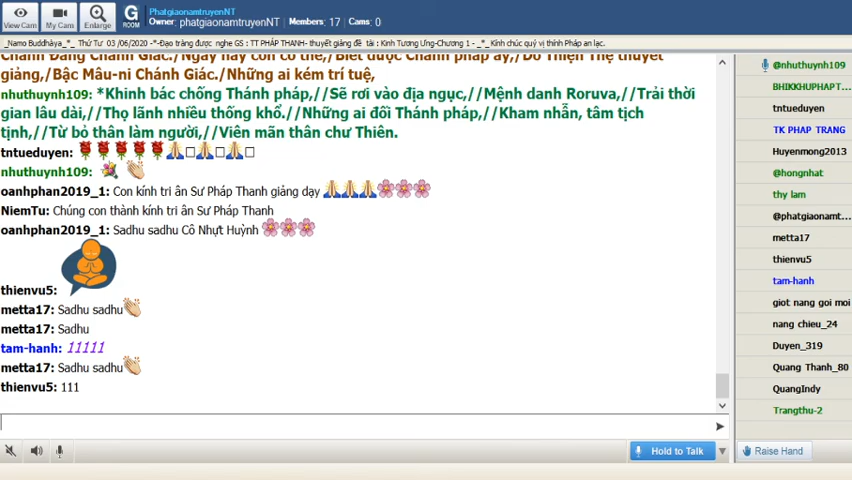 View Cam
My Cam
Enlarge
G
ROOM
PhatgiaonamtruyenNT
Owner: phatgiaonamtruyenNT Members: 17 Cams: 0
_Namo Buddhàya_*_ Thứ Tư 03 /06/2020 -*-Đạo tràng được nghe GS : TT PHÁP THANH- thuyết giảng đề tài : Kinh Tương Ưng-Chương 1 - _*_ Kính chúc quý vị thính Pháp an lạc.
Chánh Đẳng Chánh Giác./Ngày nay con có thể,/Biết được Chánh pháp ấy,/Do Thiện Thệ thuyết
giảng,/Bậc Mâu-ni Chánh Giác./Những ai kém trí tuệ,
nhuthuynh109: *Khinh bác chống Thánh pháp,//Sẽ rơi vào địa ngục,//Mệnh danh Roruva,//Trải thời
gian lâu dài,//Thọ lãnh nhiều thống khổ.//Những ai đối Thánh pháp,//Kham nhẫn, tâm tịch
tịnh,//Từ bỏ thân làm người,//Viên mãn thân chư Thiên.
tntueduyen:
nhuthuynh109:
oanhphan2019_1: Con kính tri ân Sư Pháp Thanh giảng dạy
NiemTu: Chúng con thành kính tri ân Sư Pháp Thanh
oanhphan2019_1: Sadhu sadhu Cô Nhựt Huỳnh
thienvu5:
metta17: Sadhu sadhu
metta17: Sadhu
tam-hanh: 11111
metta17: Sadhu sadhu
thienvu5: 111
Hold to Talk
@nhuthuynh109
BHIKKHUPHAPT...
tntueduyen
TK PHAP TRANG
Huyenmong2013
@hongnhat
thy lam
@phatgiaonamt...
metta17
thienvu5
tam-hanh
giot nang goi moi
nang chieu_24
Duyen_319
Quang Thanh_80
QuangIndy
Trangthu-2
Raise Hand